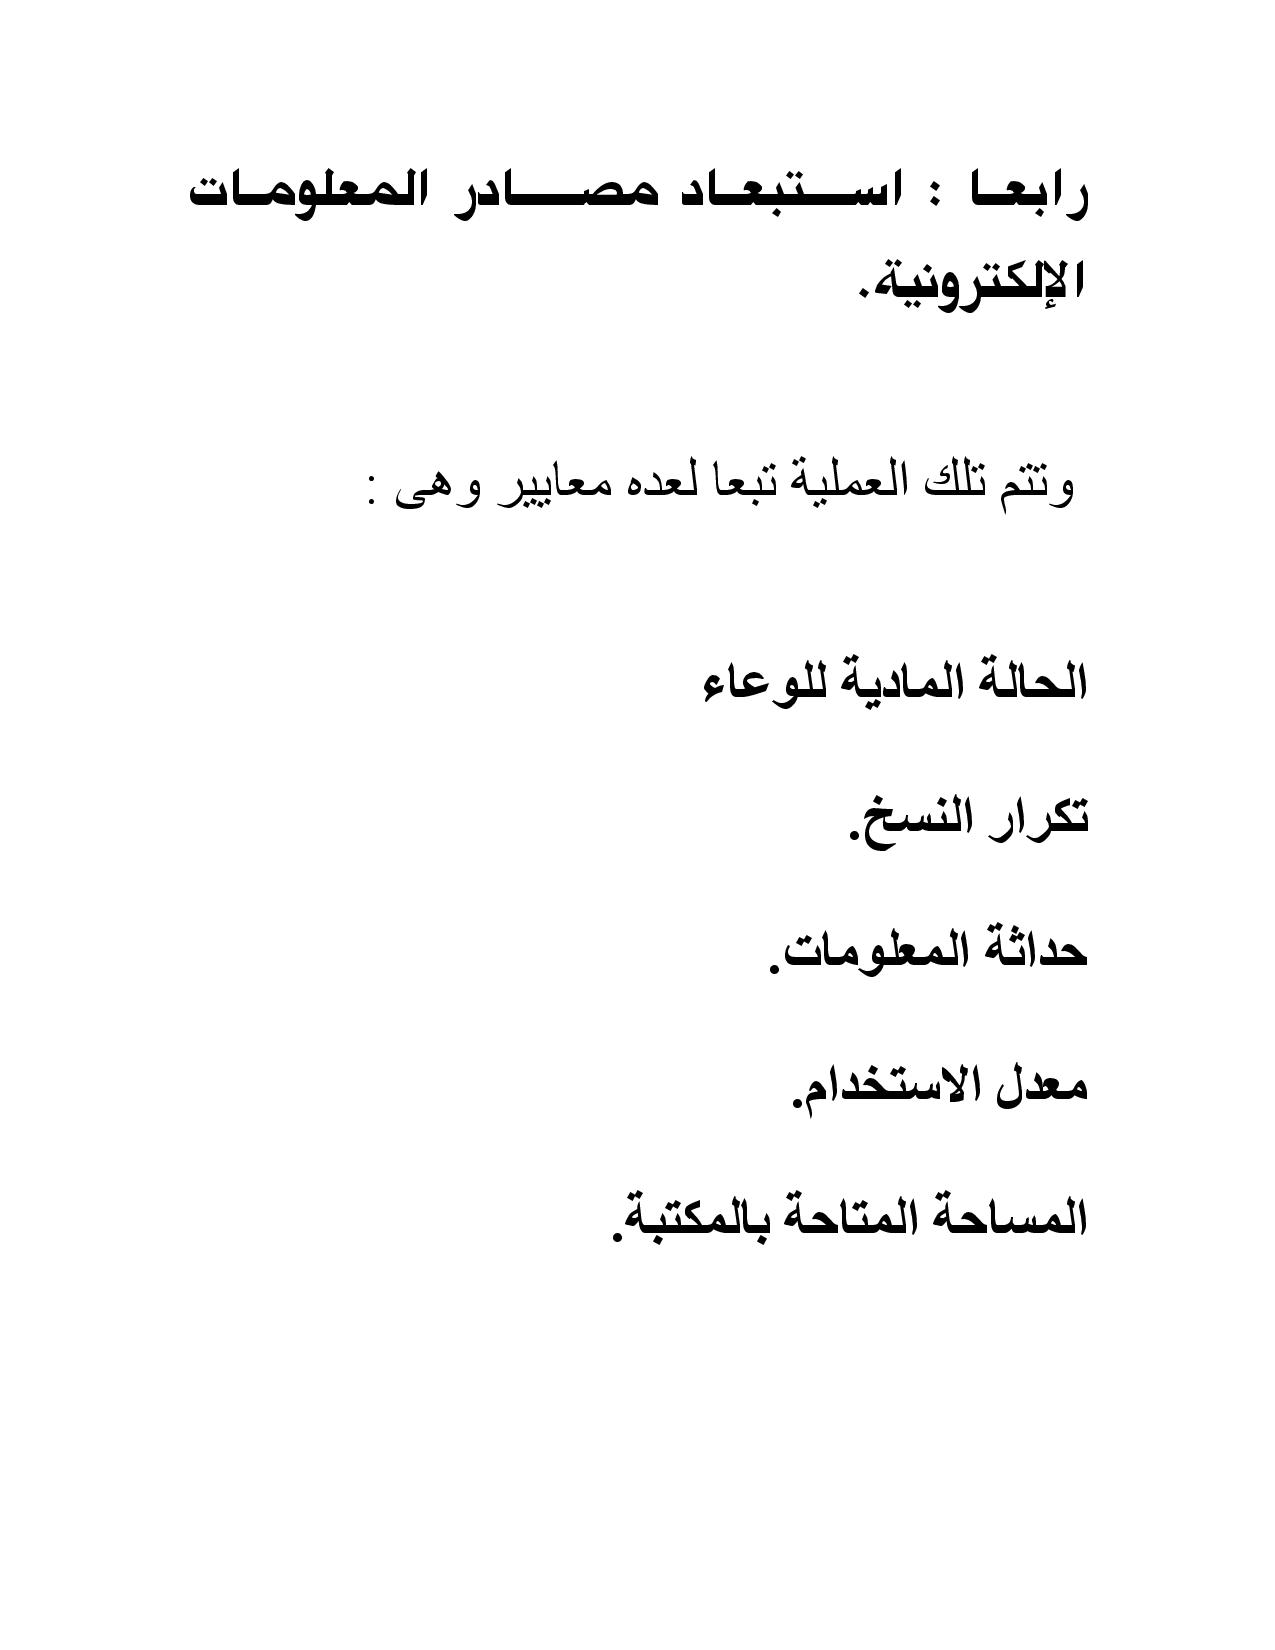 رابعا : استبعاد مصادر المعلومات
الإلكترونية.
وتتم تلك العملية تبعا لعده معايير وهى :
الحالة المادية للوعاء
تكرار النسخ.
حداثة المعلومات.
معدل الاستخدام.
المساحة المتاحة بالمكتبة.